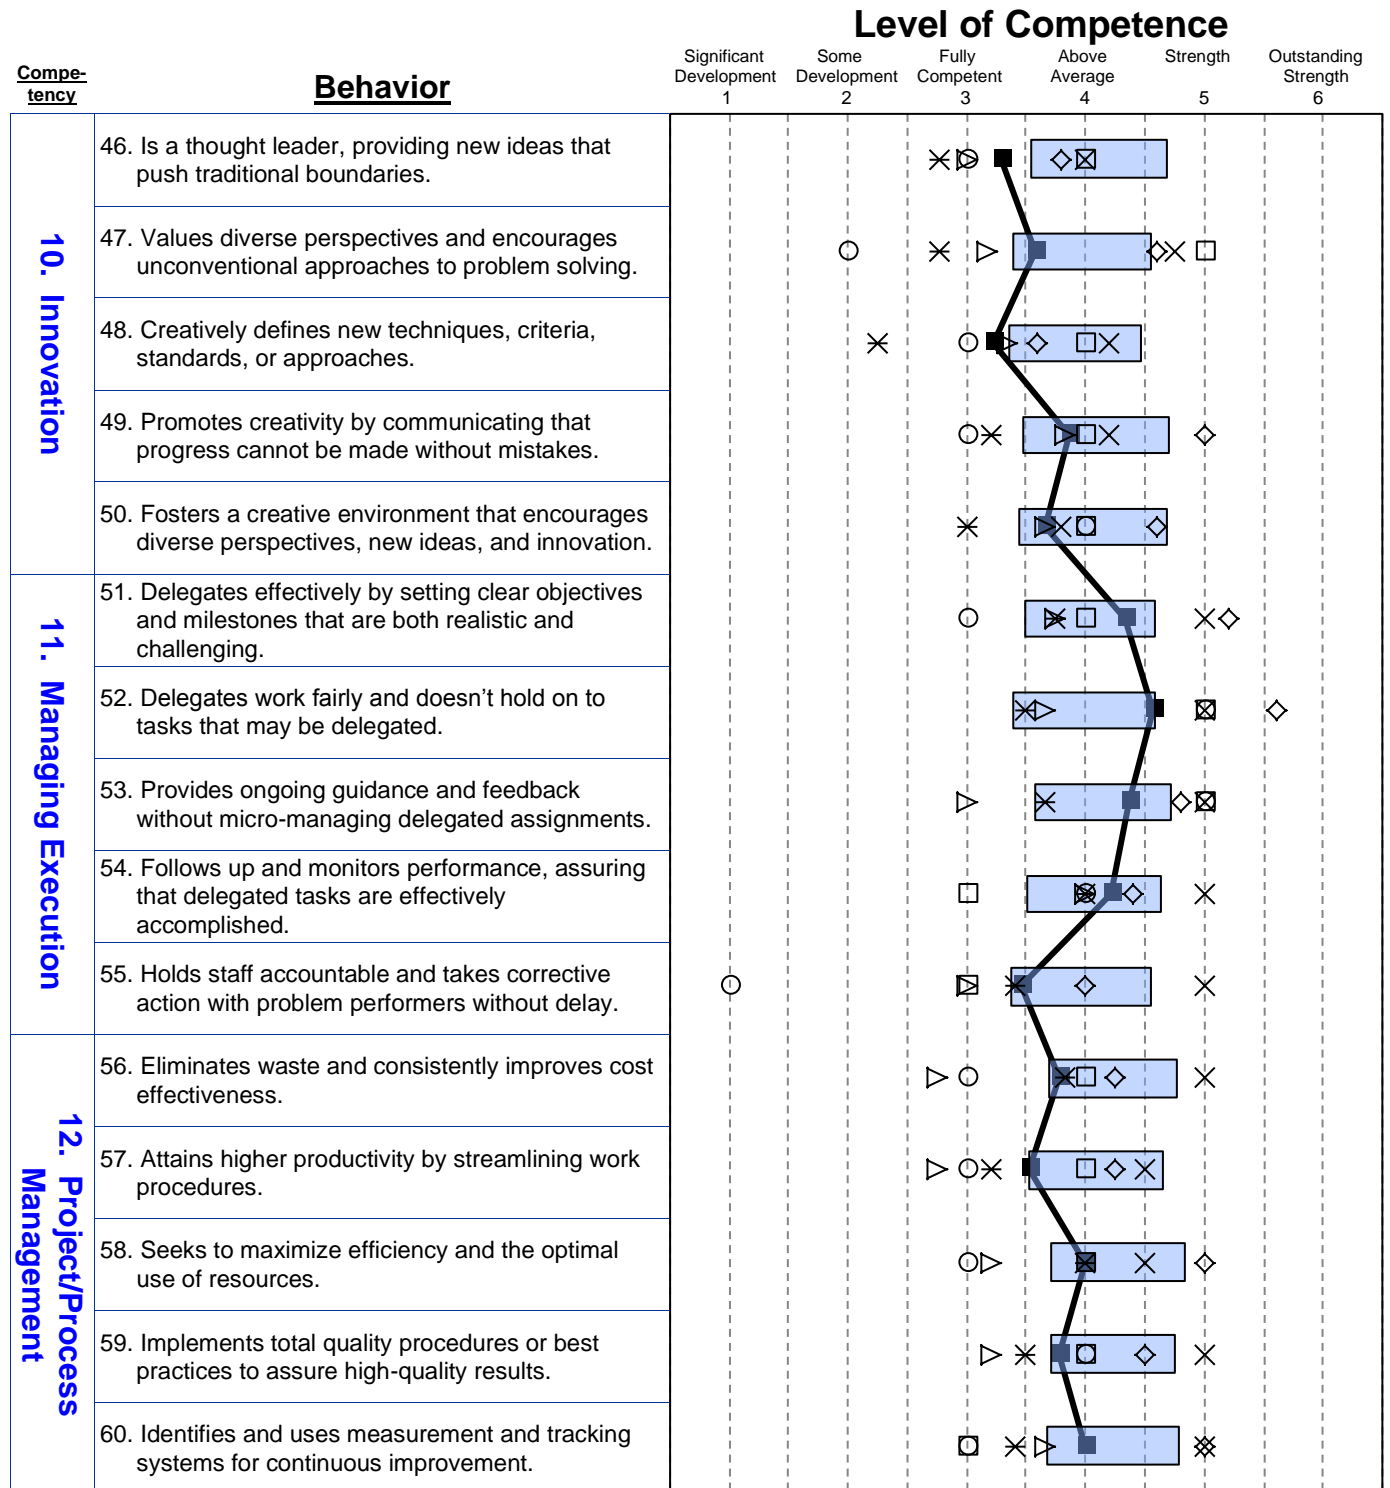 Level of Competence
Significant
Development
1
Some
Development
2
Fully
Competent
3
Above
Average
4
Strength
5
Outstanding
Strength
6
Compe-
tency
Behavior
10. Innovation
46. Is a thought leader, providing new ideas that
push traditional boundaries.
47. Values diverse perspectives and encourages
unconventional approaches to problem solving.
48. Creatively defines new techniques, criteria,
standards, or approaches.
49. Promotes creativity by communicating that
progress cannot be made without mistakes.
50. Fosters a creative environment that encourages
diverse perspectives, new ideas, and innovation.
11. Managing Execution
51. Delegates effectively by setting clear objectives
and milestones that are both realistic and
challenging.
52. Delegates work fairly and doesn’t hold on to
tasks that may be delegated.
53. Provides ongoing guidance and feedback
without micro-managing delegated assignments.
54. Follows up and monitors performance, assuring
that delegated tasks are effectively
accomplished.
55. Holds staff accountable and takes corrective
action with problem performers without delay.
12. Project/Process
Management
56. Eliminates waste and consistently improves cost
effectiveness.
57. Attains higher productivity by streamlining work
procedures.
58. Seeks to maximize efficiency and the optimal
use of resources.
59. Implements total quality procedures or best
practices to assure high-quality results.
60. Identifies and uses measurement and tracking
systems for continuous improvement.